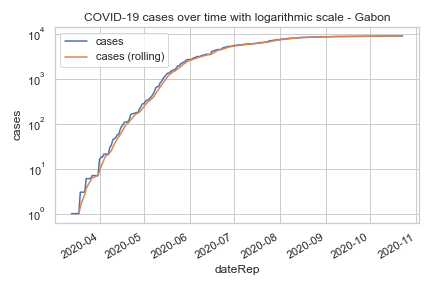 COVID-19 cases over time with logarithmic scale - Gabon
cases
cases (rolling)
10⁴
10³
10²
10¹
10⁰
cases
2020-04
2020-05
2020-06
2020-07
2020-08
2020-09
2020-10
2020-11
dateRep